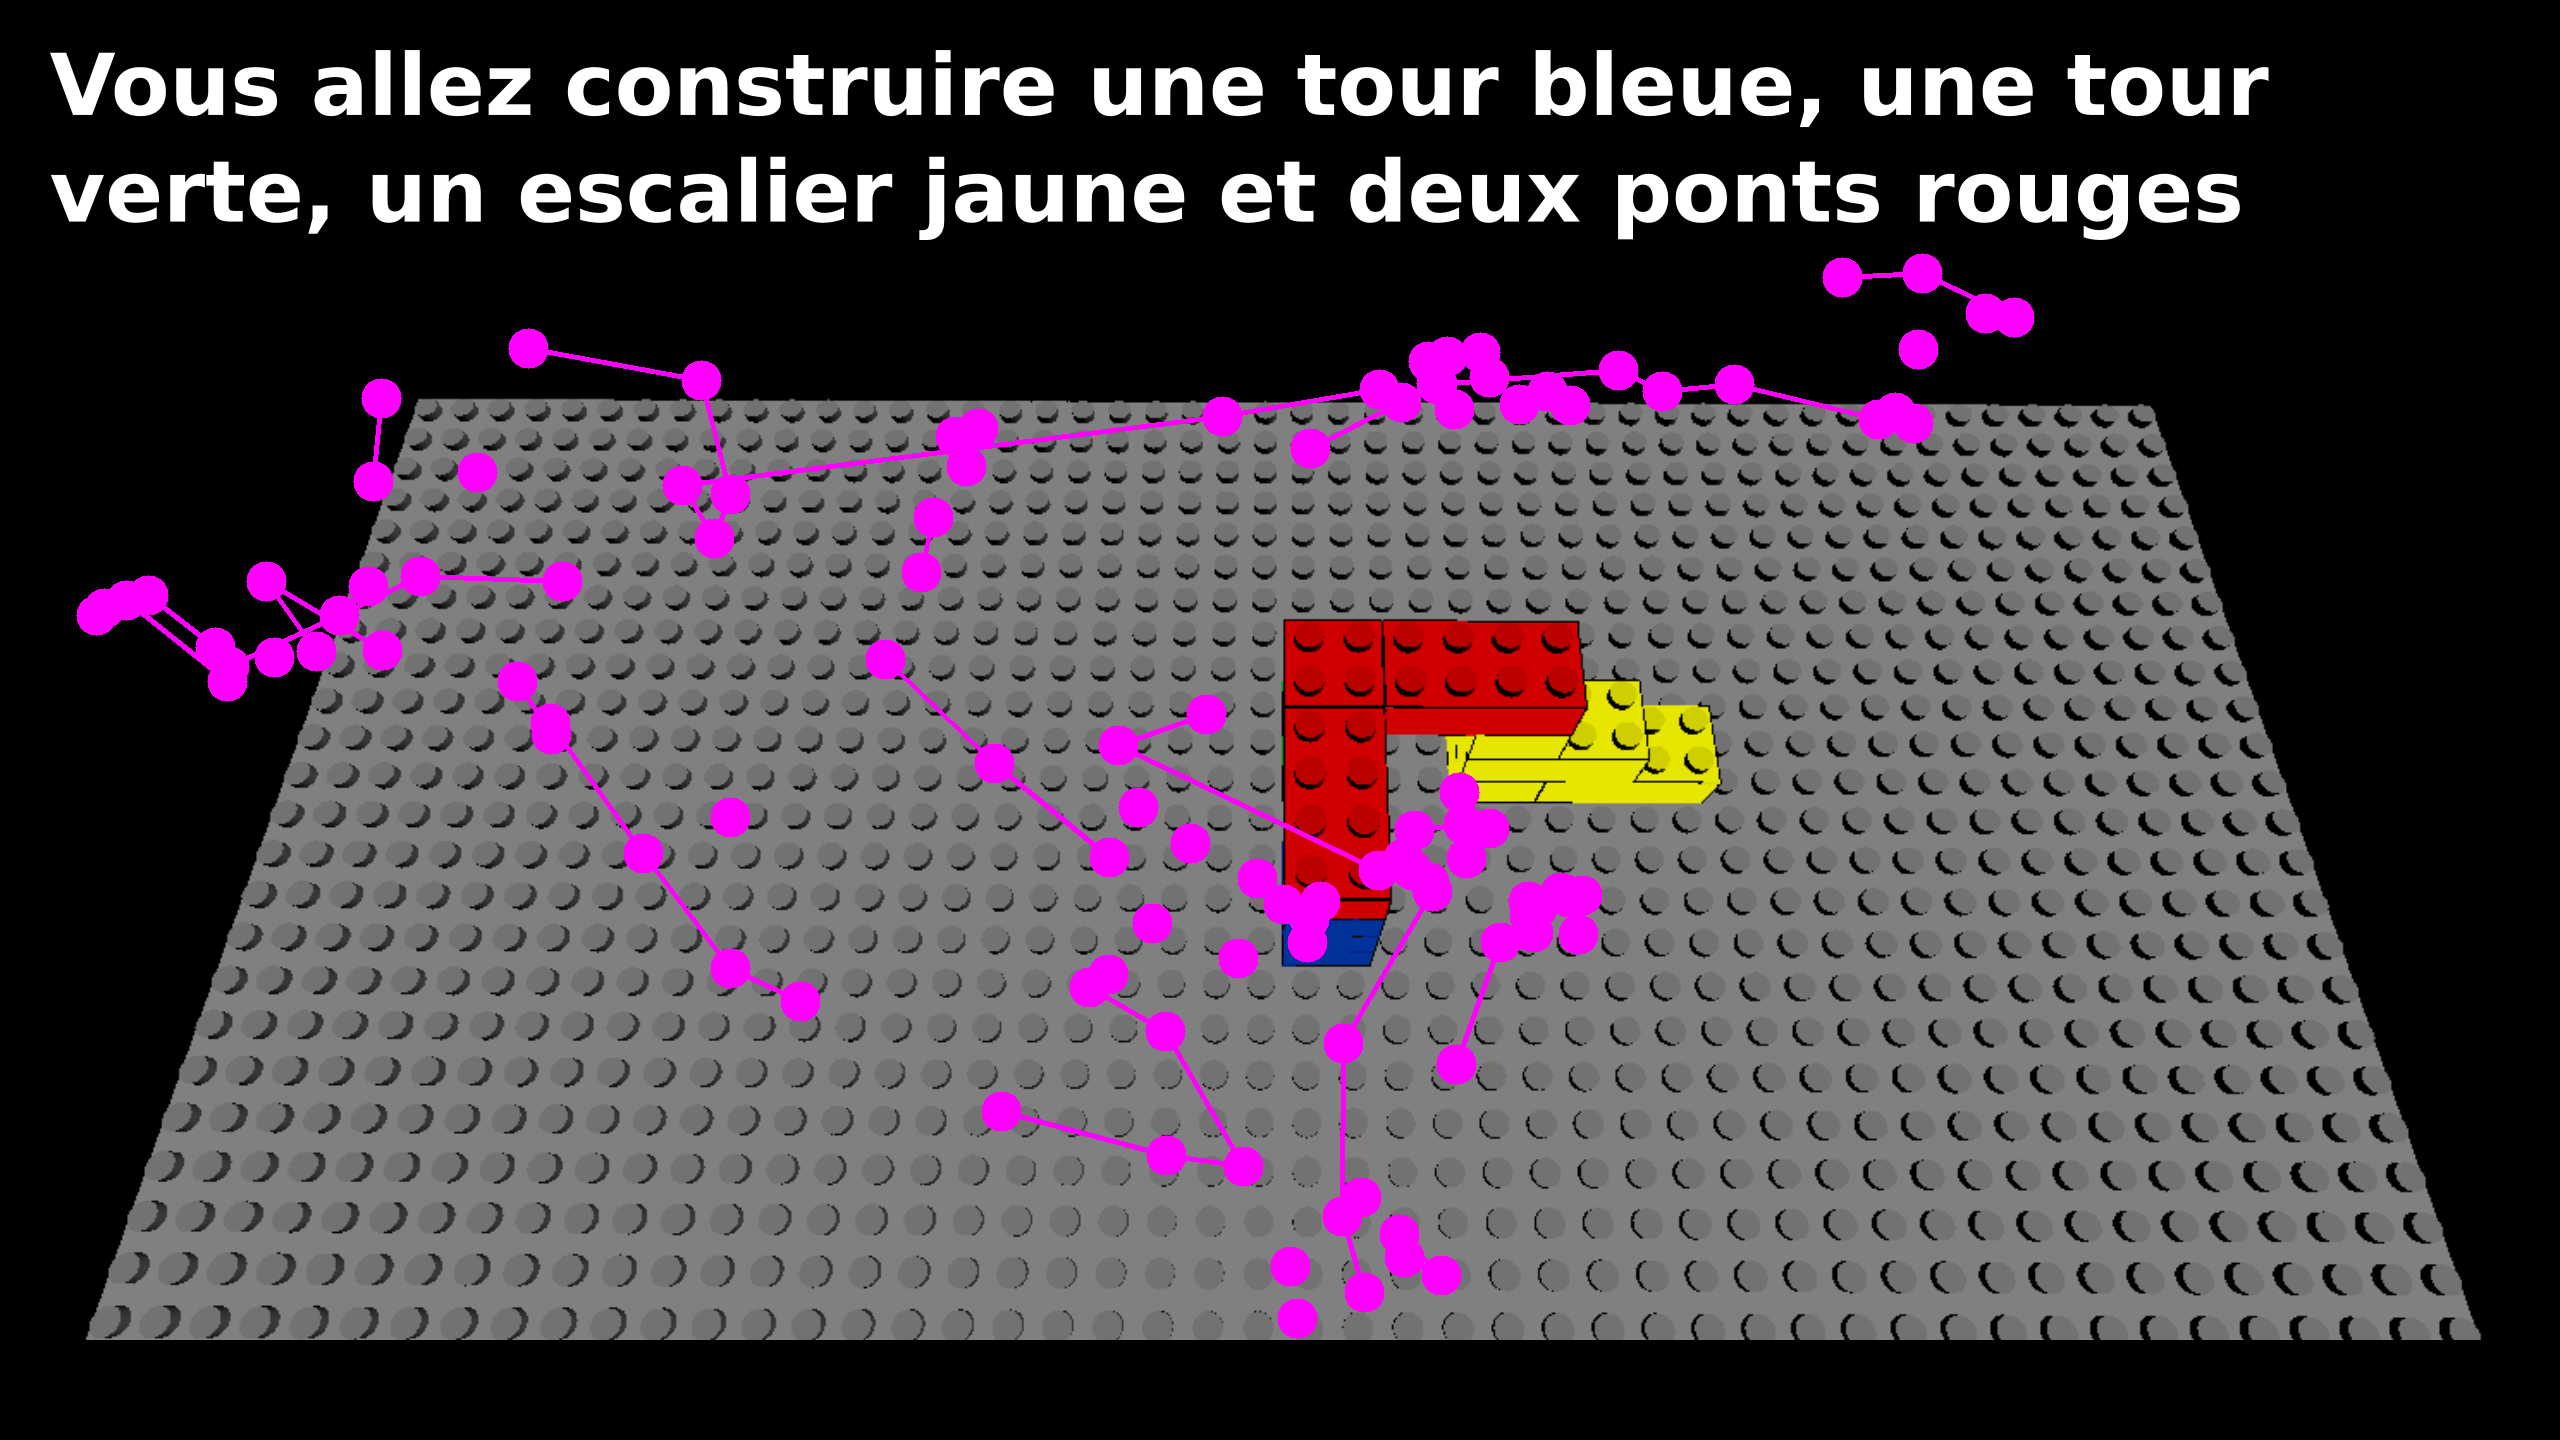 Vous allez construire une tour bleue, une tour
verte, un escalier jaune et deux ponts rouges